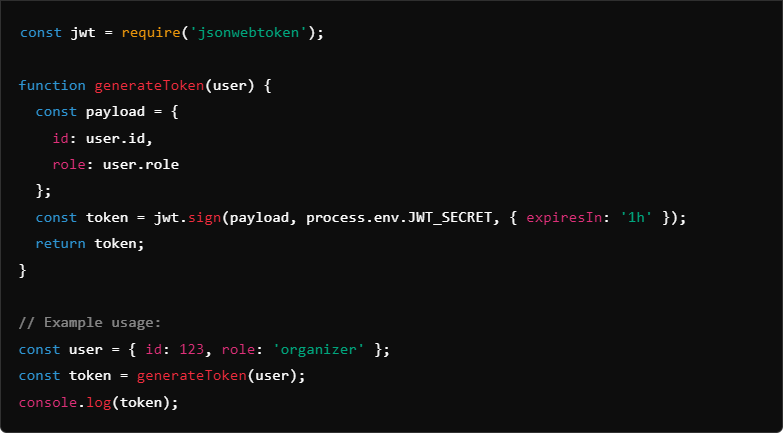 const jwt = require('jsonwebtoken');
function generateToken(user) {
  const payload = {
    id: user.id,
    role: user.role
  };
  const token = jwt.sign(payload, process.env.JWT_SECRET, { expiresIn: '1h' });
  return token;
}
// Example usage:
const user = { id: 123, role: 'organizer' };
const token = generateToken(user);
console.log(token);